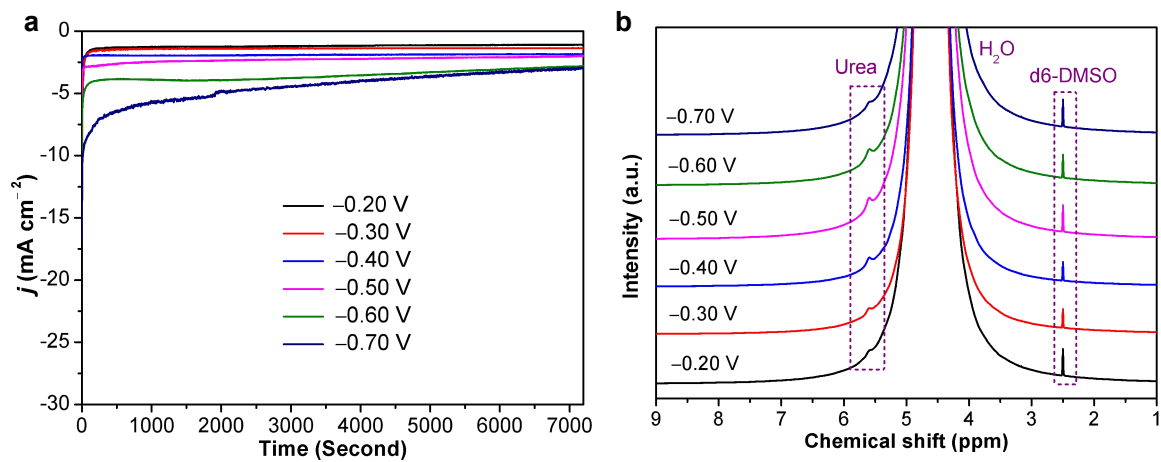 a
0
-5
-10
-15
-20
-25
-30
j (mA cm⁻²)
−0.20 V
−0.30 V
−0.40 V
−0.50 V
−0.60 V
−0.70 V
0 1000 2000 3000 4000 5000 6000 7000
Time (Second)
b
Intensity (a.u.)
Urea
H₂O
d6-DMSO
−0.70 V
−0.60 V
−0.50 V
−0.40 V
−0.30 V
−0.20 V
9 8 7 6 5 4 3 2 1
Chemical shift (ppm)